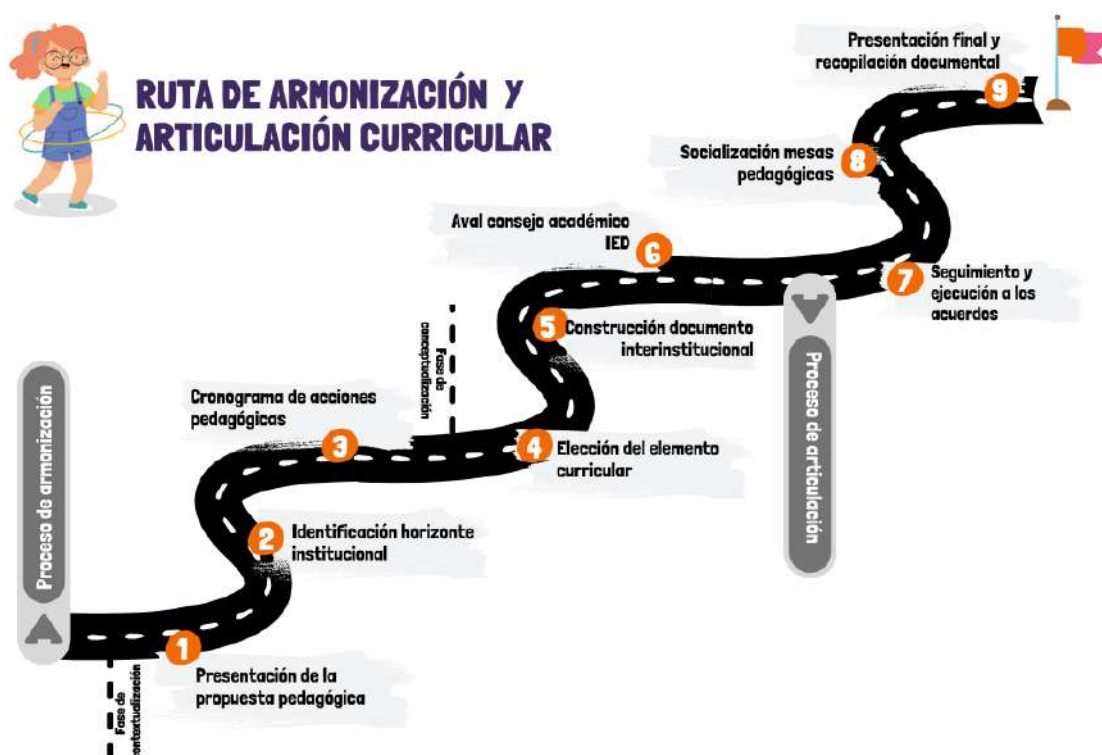 RUTA DE ARMONIZACIÓN Y
ARTICULACIÓN CURRICULAR
Presentación final y
recopilación documental
9
Socialización mesas
pedagógicas
8
Aval consejo académico
IED
6
7
Seguimiento y
ejecución a los
acuerdos
5
Construcción documento
interinstitucional
Fase de
conceptualización
Proceso de articulación
Cronograma de acciones
pedagógicas
3
4
Elección del elemento
curricular
Proceso de armonización
2
Identificación horizonte
institucional
1
Presentación de la
propuesta pedagógica
Fase de
ontextualización